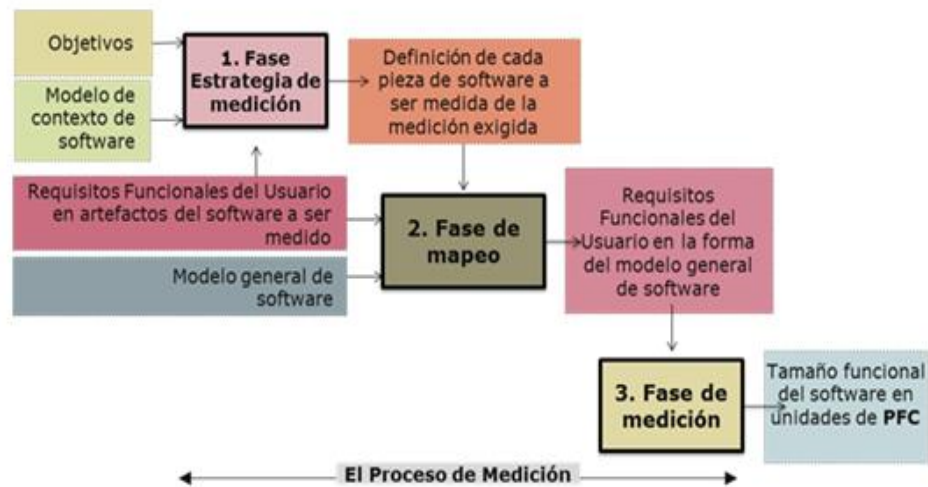 Objetivos
Modelo de
contexto de
software
1. Fase
Estrategia de
medición
Definición de cada
pieza de software a
ser medida de la
medición exigida
Requisitos Funcionales del Usuario
en artefactos del software a ser
medido
Modelo general de
software
2. Fase de
mapeo
Requisitos
Funcionales del
Usuario en la forma
del modelo general
de software
3. Fase de
medición
Tamaño funcional
del software en
unidades de PFC
El Proceso de Medición